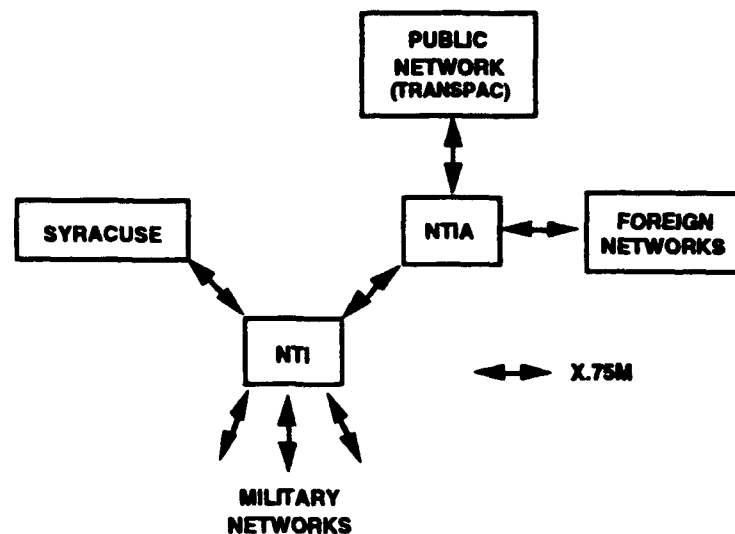 PUBLIC
NETWORK
(TRANSPAC)
SYRACUSE
NTIA
FOREIGN
NETWORKS
NTI
X.75M
MILITARY
NETWORKS